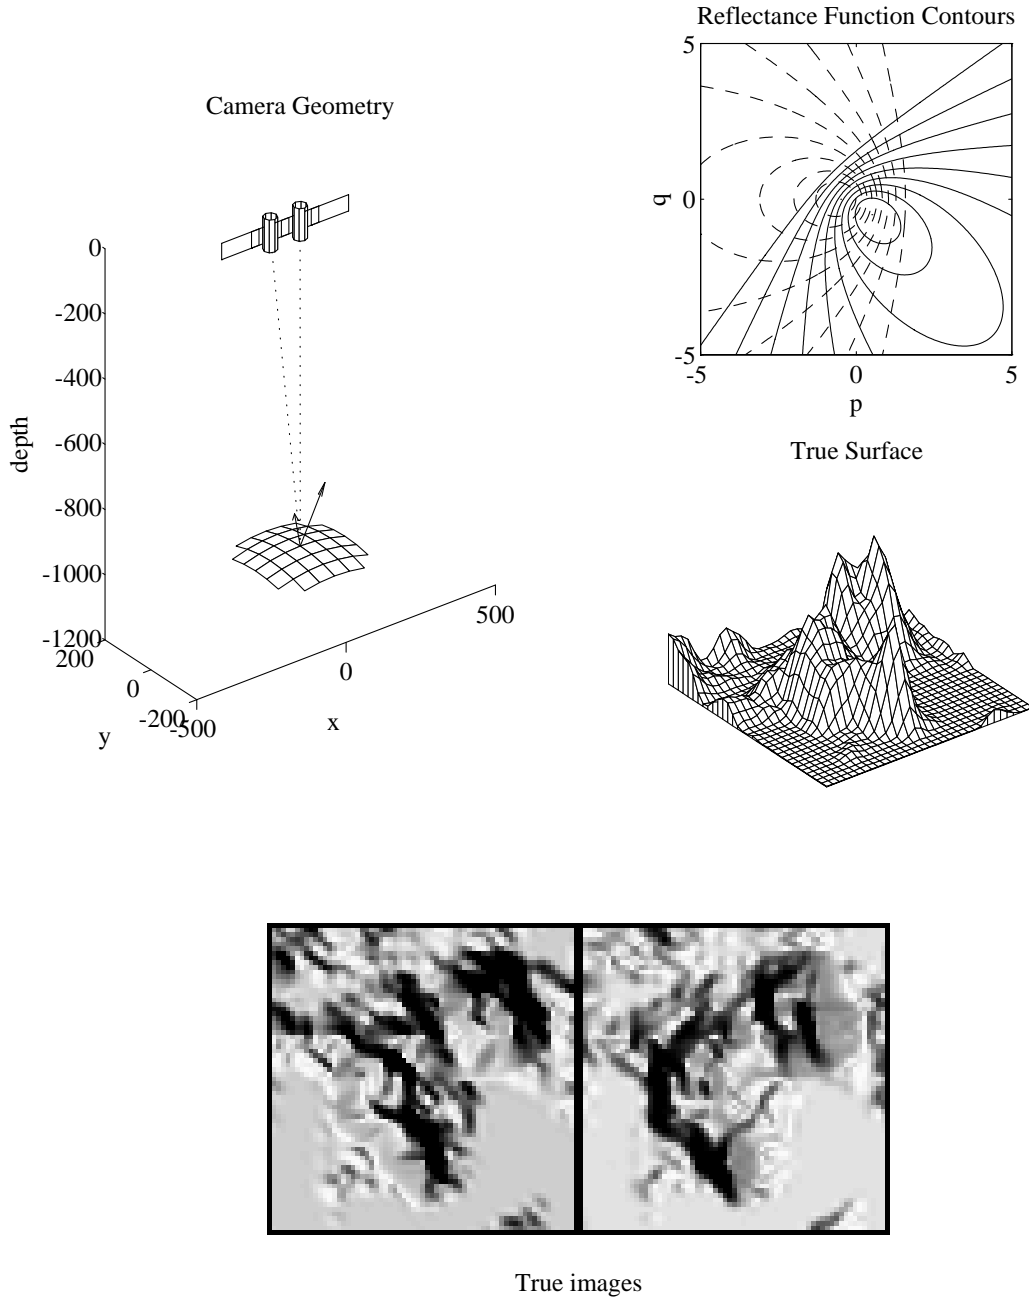 Reflectance Function Contours
5
q
0
-5
-5
0
5
p
Camera Geometry
0
-200
-400
-600
-800
-1000
-1200
depth
200
0
-200
y
-500
0
500
x
True Surface
True images